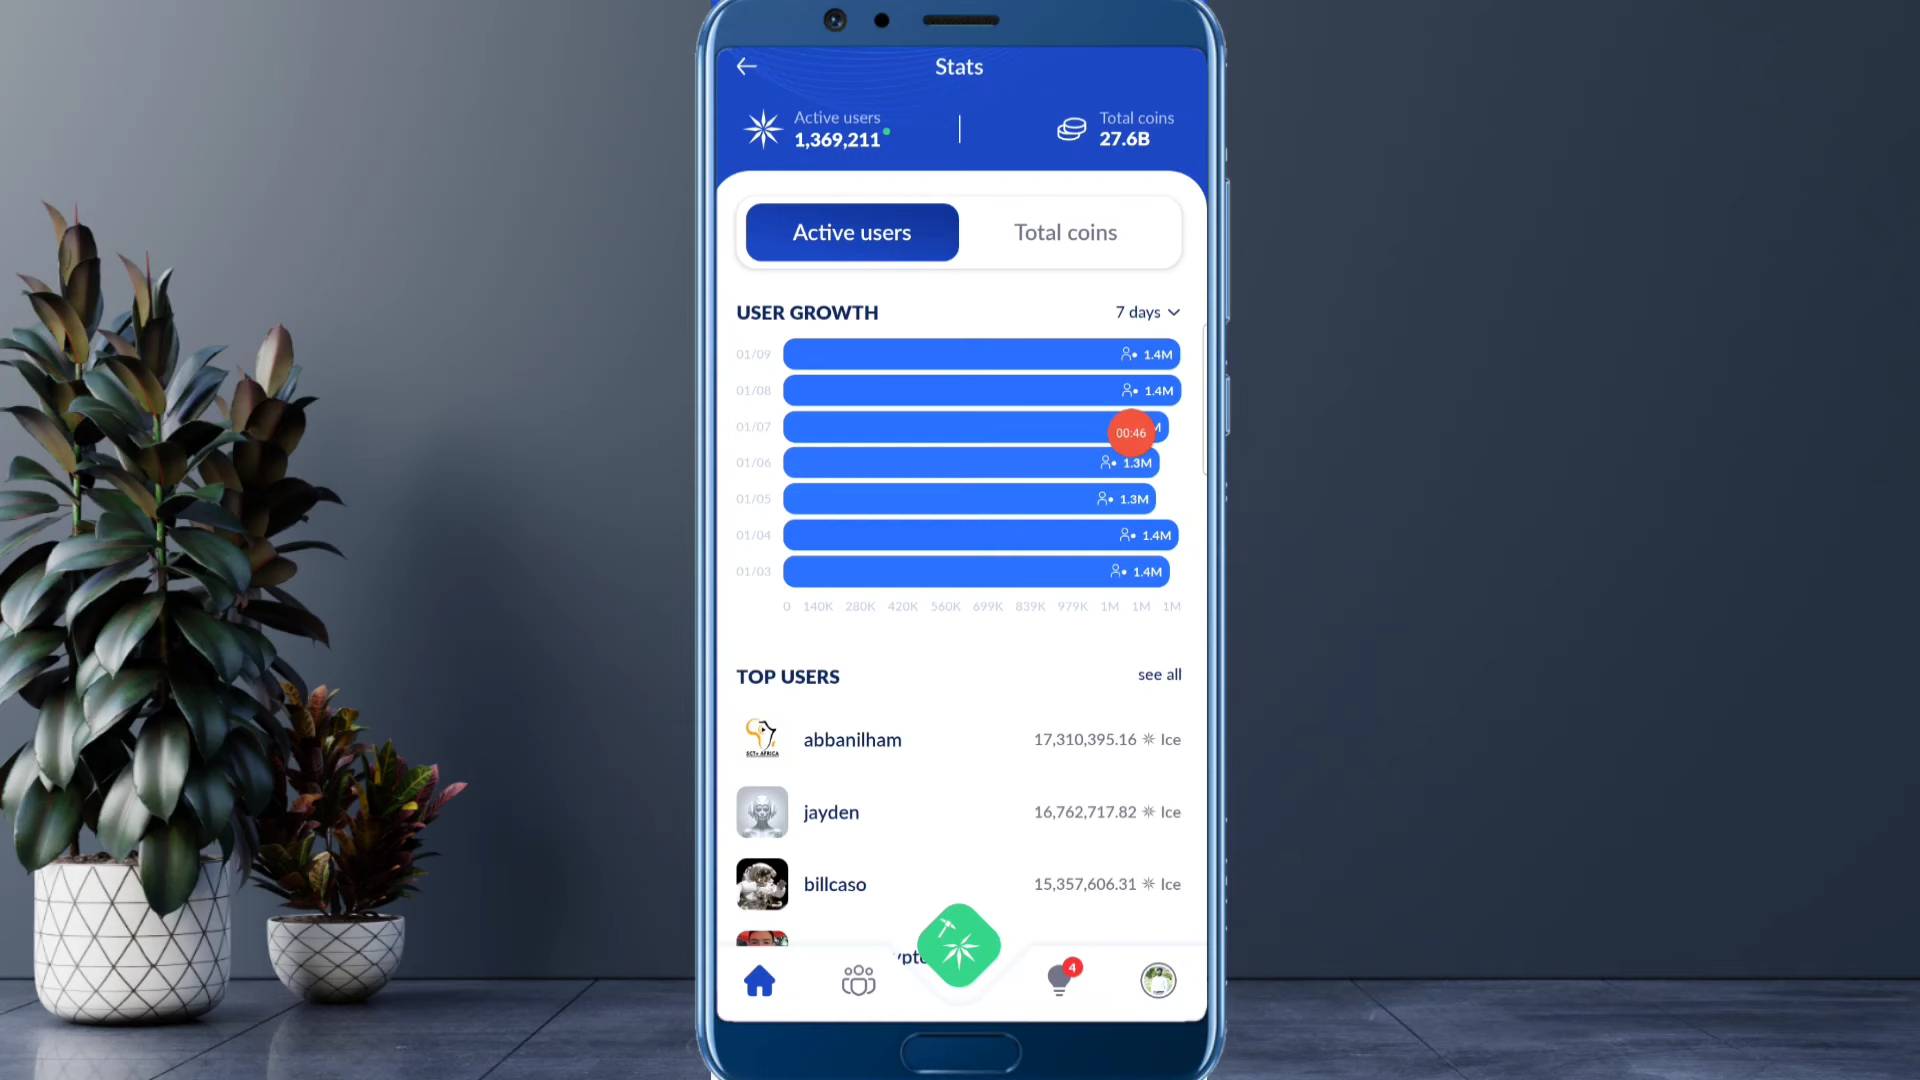 Stats
Active users
1,369,211
Total coins
27.6B
Active users
Total coins
USER GROWTH
7 days
01/09
1.4M
01/08
1.4M
01/07
M
00:46
01/06
1.3M
01/05
1.3M
01/04
1.4M
01/03
1.4M
0 140K 280K 420K 560K 699K 839K 979K 1M 1M 1M
TOP USERS
see all
SCTv AFRICA
abbanilham
17,310,395.16 Ice
jayden
16,762,717.82 Ice
billcaso
15,357,606.31 Ice
4